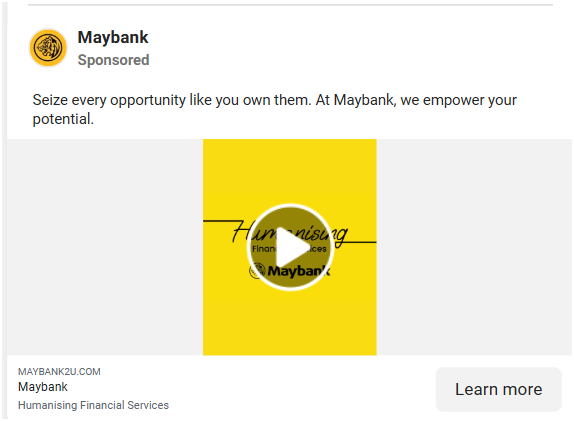 Maybank
Sponsored
Seize every opportunity like you own them. At Maybank, we empower your
potential.
Humanising
Financial Services
Maybank
MAYBANK2U.COM
Maybank
Humanising Financial Services
Learn more